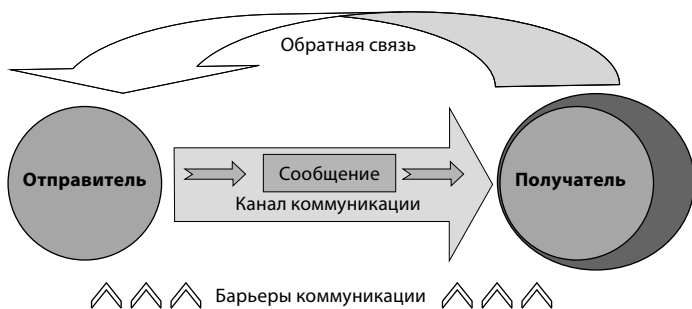 Обратная связь
Отправитель
Сообщение
Канал коммуникации
Получатель
Барьеры коммуникации